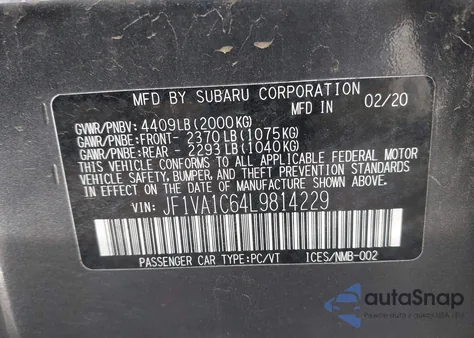 MFD BY SUBARU CORPORATION
MFD IN 02/20
GVWR/PNBV: 4409LB(2000KG)
GAWR/PNBE:FRONT- 2370LB(1075KG)
GAWR/PNBE:REAR - 2293LB(1040KG)
THIS VEHICLE CONFORMS TO ALL APPLICABLE FEDERAL MOTOR
VEHICLE SAFETY, BUMPER, AND THEFT PREVENTION
STANDARDS IN EFFECT ON THE DATE OF MANUFACTURE
SHOWN ABOVE.
VIN: JF1VA1C64L9814229
PASSENGER CAR TYPE:PC/VT ICES/NMB-002
autoSnap